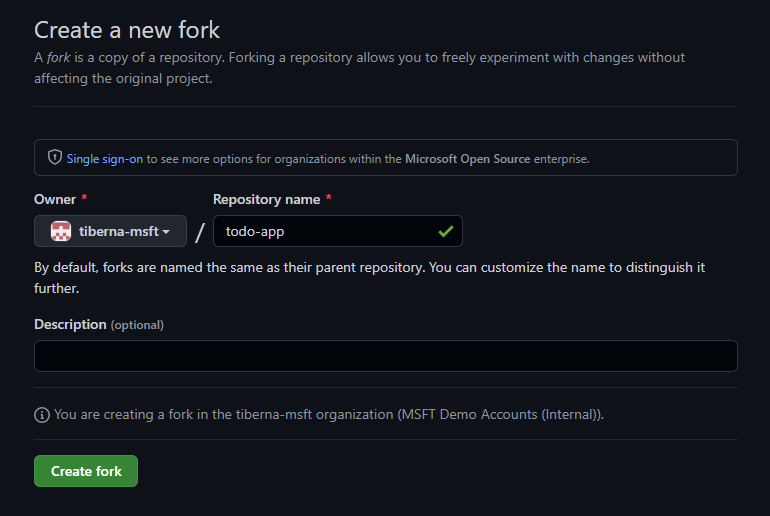 Create a new fork
A fork is a copy of a repository. Forking a repository allows you to freely experiment with changes without
affecting the original project.
Single sign-on to see more options for organizations within the Microsoft Open Source enterprise.
Owner * Repository name *
tiberna-msft / todo-app
By default, forks are named the same as their parent repository. You can customize the name to distinguish it
further.
Description (optional)
You are creating a fork in the tiberna-msft organization (MSFT Demo Accounts (Internal)).
Create fork